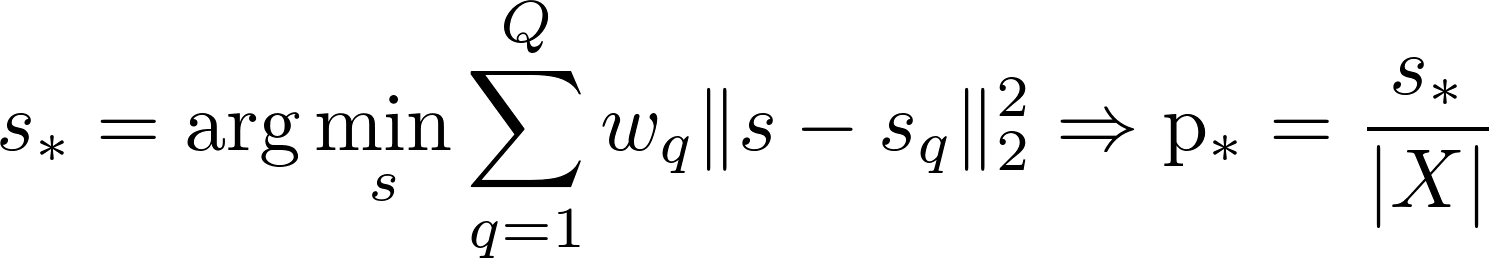 s_* = \arg\min_s \sum_{q=1}^{Q} w_q \|s - s_q\|_2^2 \Rightarrow \mathrm{p}_* = \frac{s_*}{|X|}